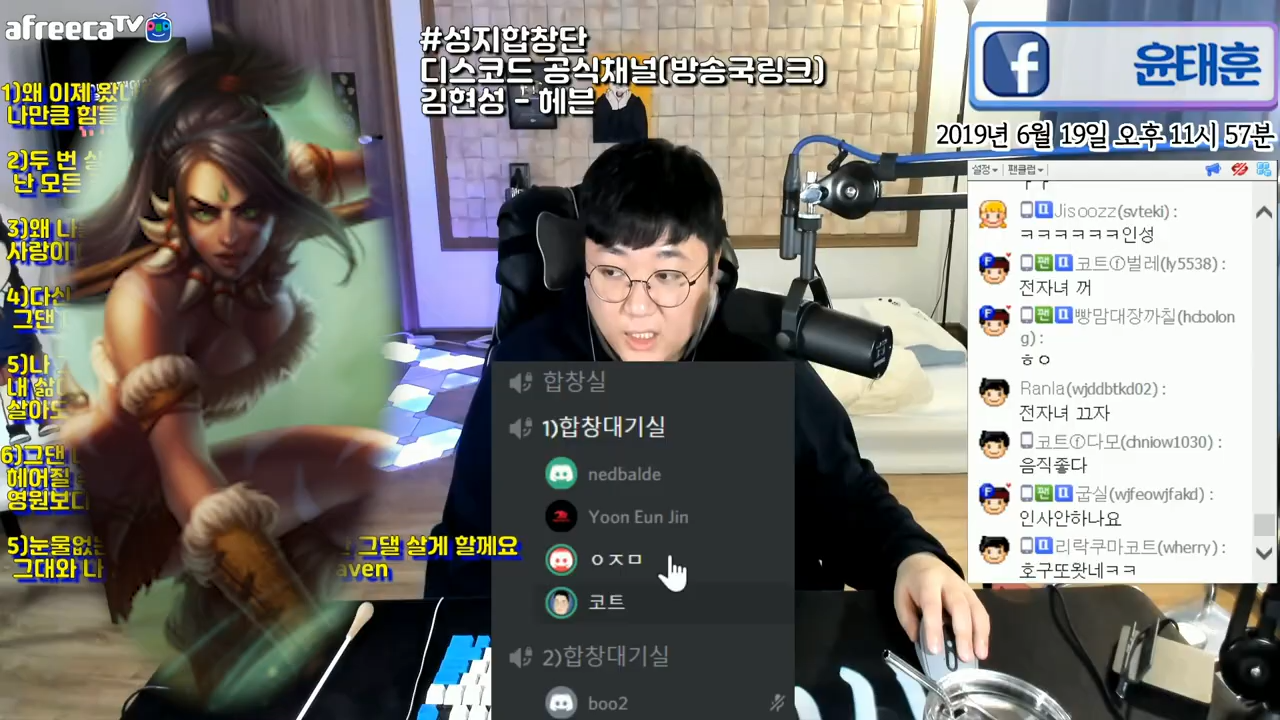 afreecaTV
#성지합창단
디스코드 공식채널(방송국링크)
김현성 - 헤븐
윤태훈
2019년 6월 19일 오후 11시 57분
1)왜 이제
나만큼 힘들
2)두 번
난 모든
3)왜
사랑이
4)다신
그댄
5)나
내 삶
살아도
6)그댄
헤어질
영원보다
5)눈물없는
그댈 살게 할께요
그대와 나
aven
합창실
1)합창대기실
nedbalde
Yoon Eun Jin
ㅇㅈㅁ
코트
2)합창대기실
boo2
설정 팬클럽
Jisoozz(svteki) :
ㅋㅋㅋㅋㅋㅋ인성
팬 코트ⓕ벌레(ly5538) :
전자녀 꺼
팬 빵맘대장까칠(hcbolon
g) :
ㅎㅇ
Ranla(wjddbtkd02) :
전자녀 끄자
코트ⓕ다모(chniow1030) :
음직좋다
팬 굽실(wjfeowjfakd) :
인사안하나요
리락쿠마코트(wherry) :
호구또왓네ㅋㅋ